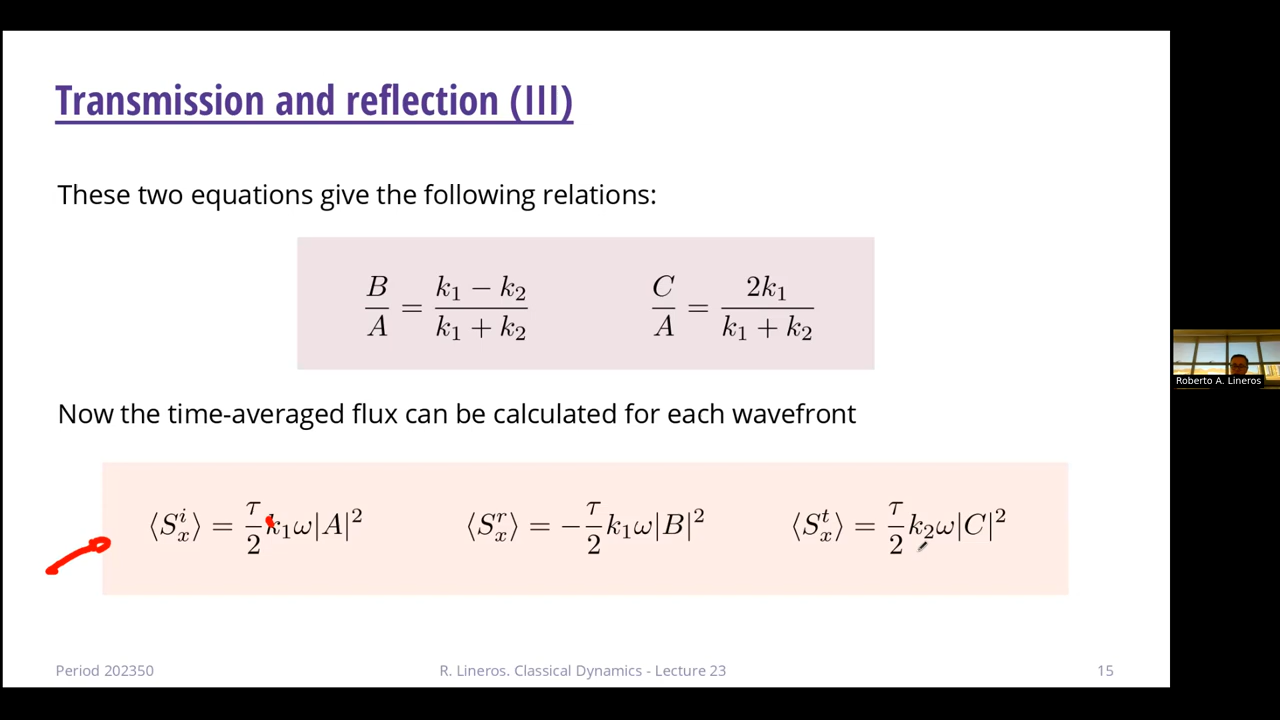 Transmission and reflection (III)
These two equations give the following relations:
B/A = (k₁ − k₂)/(k₁ + k₂)    C/A = 2k₁/(k₁ + k₂)
Now the time-averaged flux can be calculated for each wavefront
⟨Sₓⁱ⟩ = τ/2 k₁ω|A|²    ⟨Sₓʳ⟩ = −τ/2 k₁ω|B|²    ⟨Sₓᵗ⟩ = τ/2 k₂ω|C|²
Period 202350    R. Lineros. Classical Dynamics - Lecture 23    15
Roberto A. Lineros